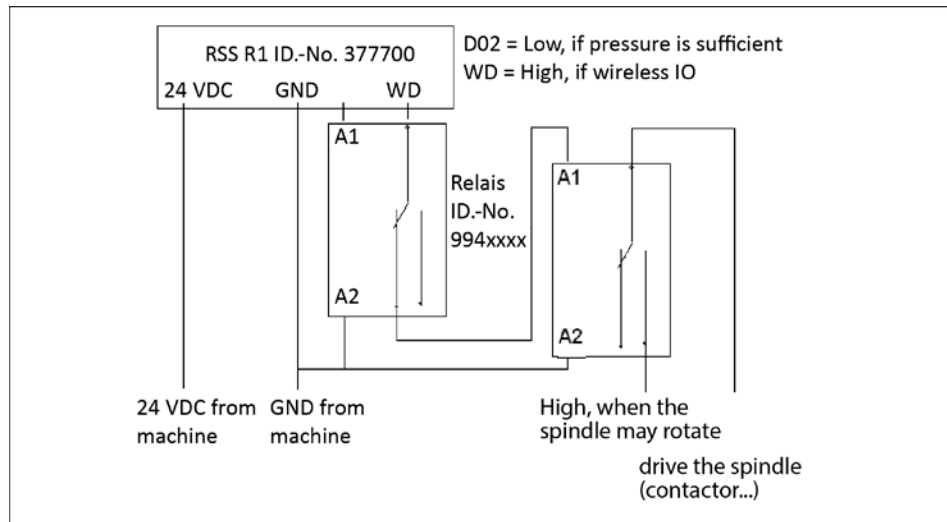 RSS R1 ID.-No. 377700
24 VDC GND WD
D02 = Low, if pressure is sufficient
WD = High, if wireless IO
A1
Relais
ID.-No.
994xxxx
A2
A1
A2
24 VDC from
machine
GND from
machine
High, when the
spindle may rotate
drive the spindle
(contactor...)